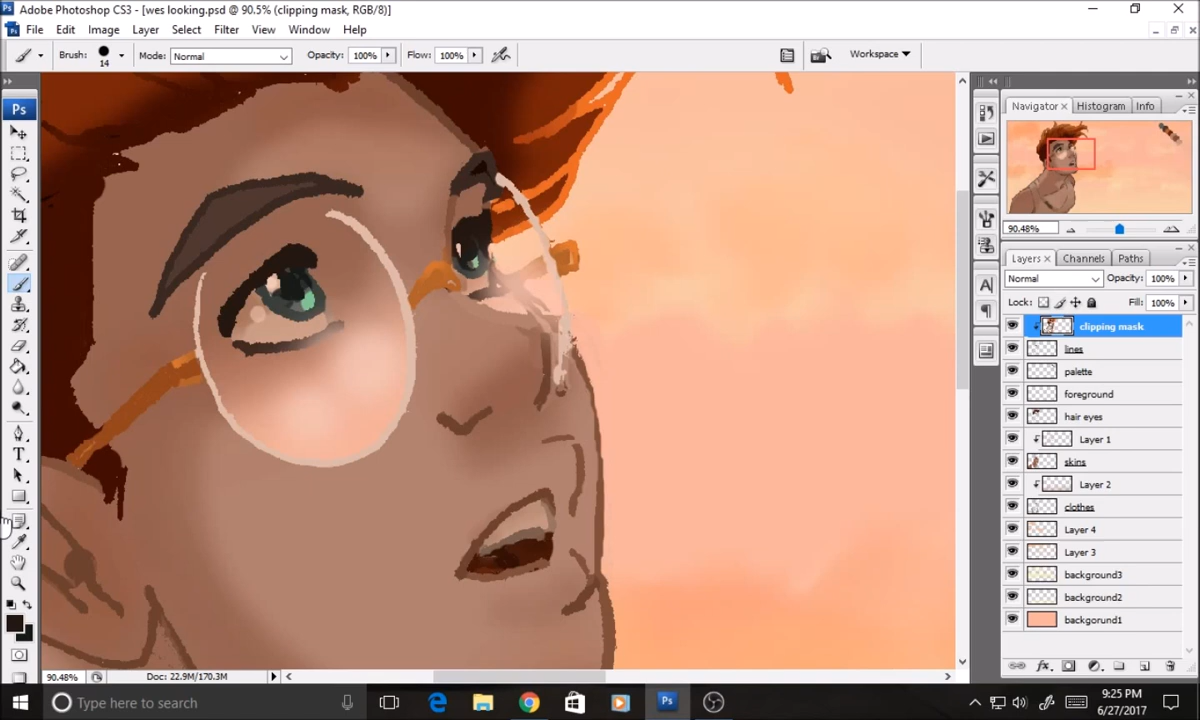 Ps Adobe Photoshop CS3 - [wes looking.psd @ 90.5% (clipping mask, RGB/8)]
Ps File Edit Image Layer Select Filter View Window Help
Brush: 14 Mode: Normal Opacity: 100% Flow: 100% Workspace
Ps
Navigator Histogram Info
90.48%
Layers Channels Paths
Normal Opacity: 100%
Lock: Fill: 100%
clipping mask
lines
palette
foreground
hair eyes
Layer 1
skins
Layer 2
clothes
Layer 4
Layer 3
background3
background2
backgorund1
T
A
90.48% Doc: 22.9M/170.3M
Type here to search
Ps
9:25 PM
6/27/2017